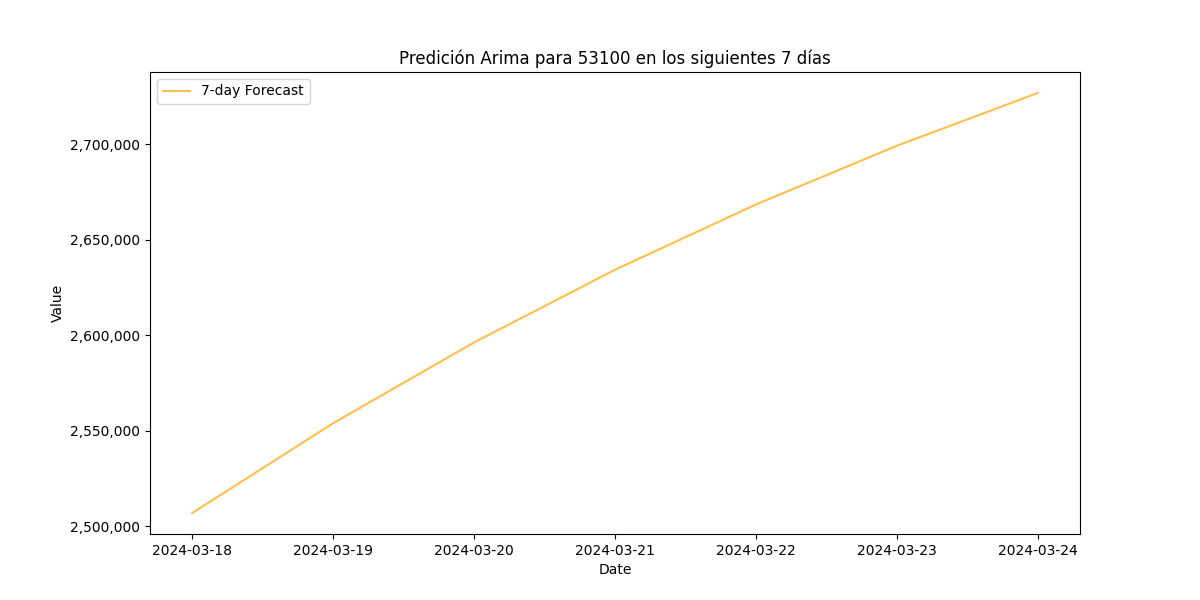 Predición Arima para 53100 en los siguientes 7 días
7-day Forecast
Value
2,700,000
2,650,000
2,600,000
2,550,000
2,500,000
2024-03-18 2024-03-19 2024-03-20 2024-03-21 2024-03-22 2024-03-23 2024-03-24
Date